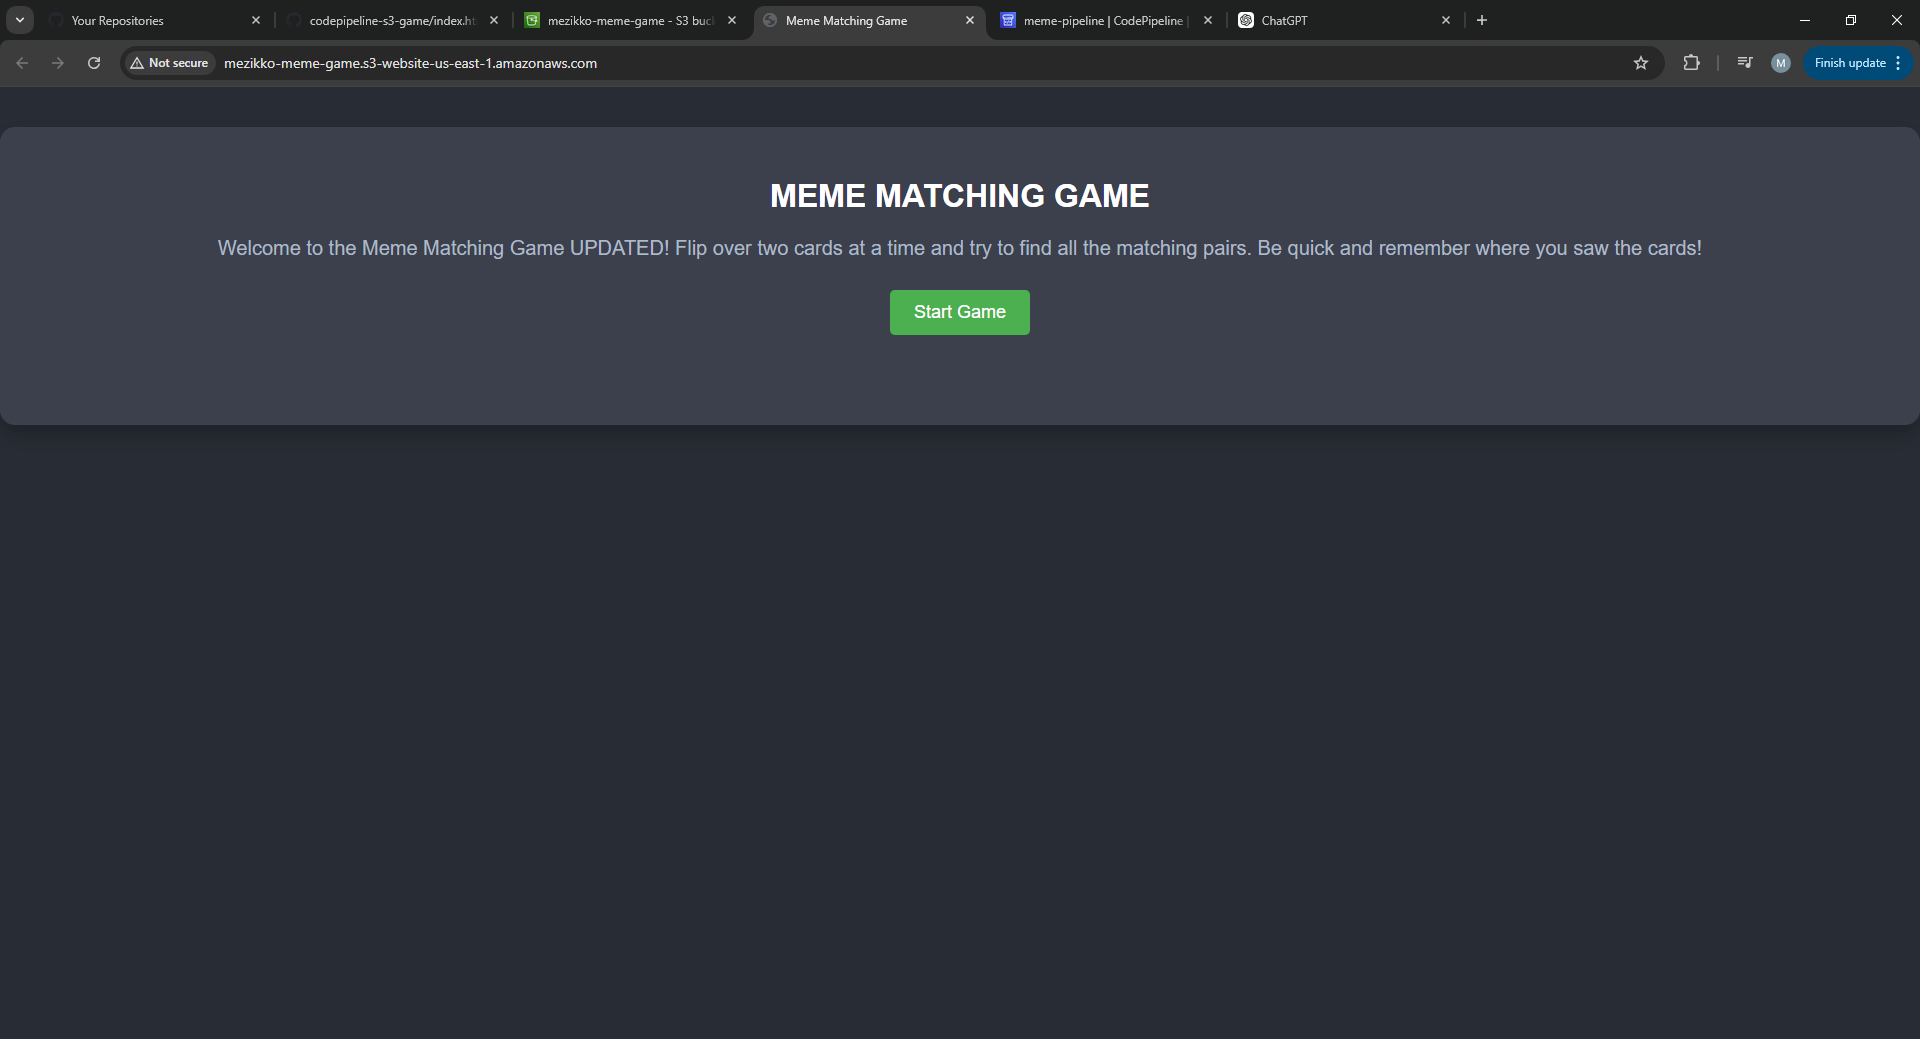 Your Repositories
codepipeline-s3-game/index.ht
mezikko-meme-game - S3 buc
Meme Matching Game
meme-pipeline | CodePipeline |
ChatGPT
Not secure
mezikko-meme-game.s3-website-us-east-1.amazonaws.com
M
Finish update
MEME MATCHING GAME
Welcome to the Meme Matching Game UPDATED! Flip over two cards at a time and try to find all the matching pairs. Be quick and remember where you saw the cards!
Start Game